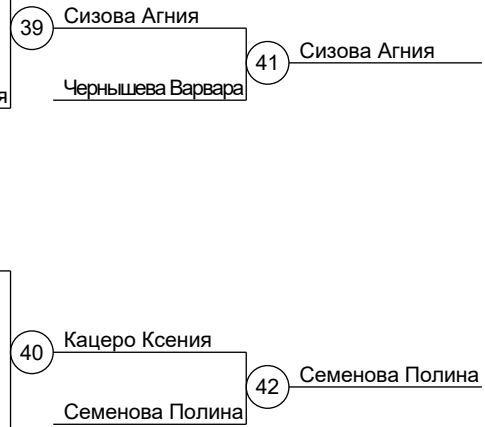 39
Сизова Агния
41
Сизова Агния
Чернышева Варвара
я
40
Кацеро Ксения
42
Семенова Полина
Семенова Полина